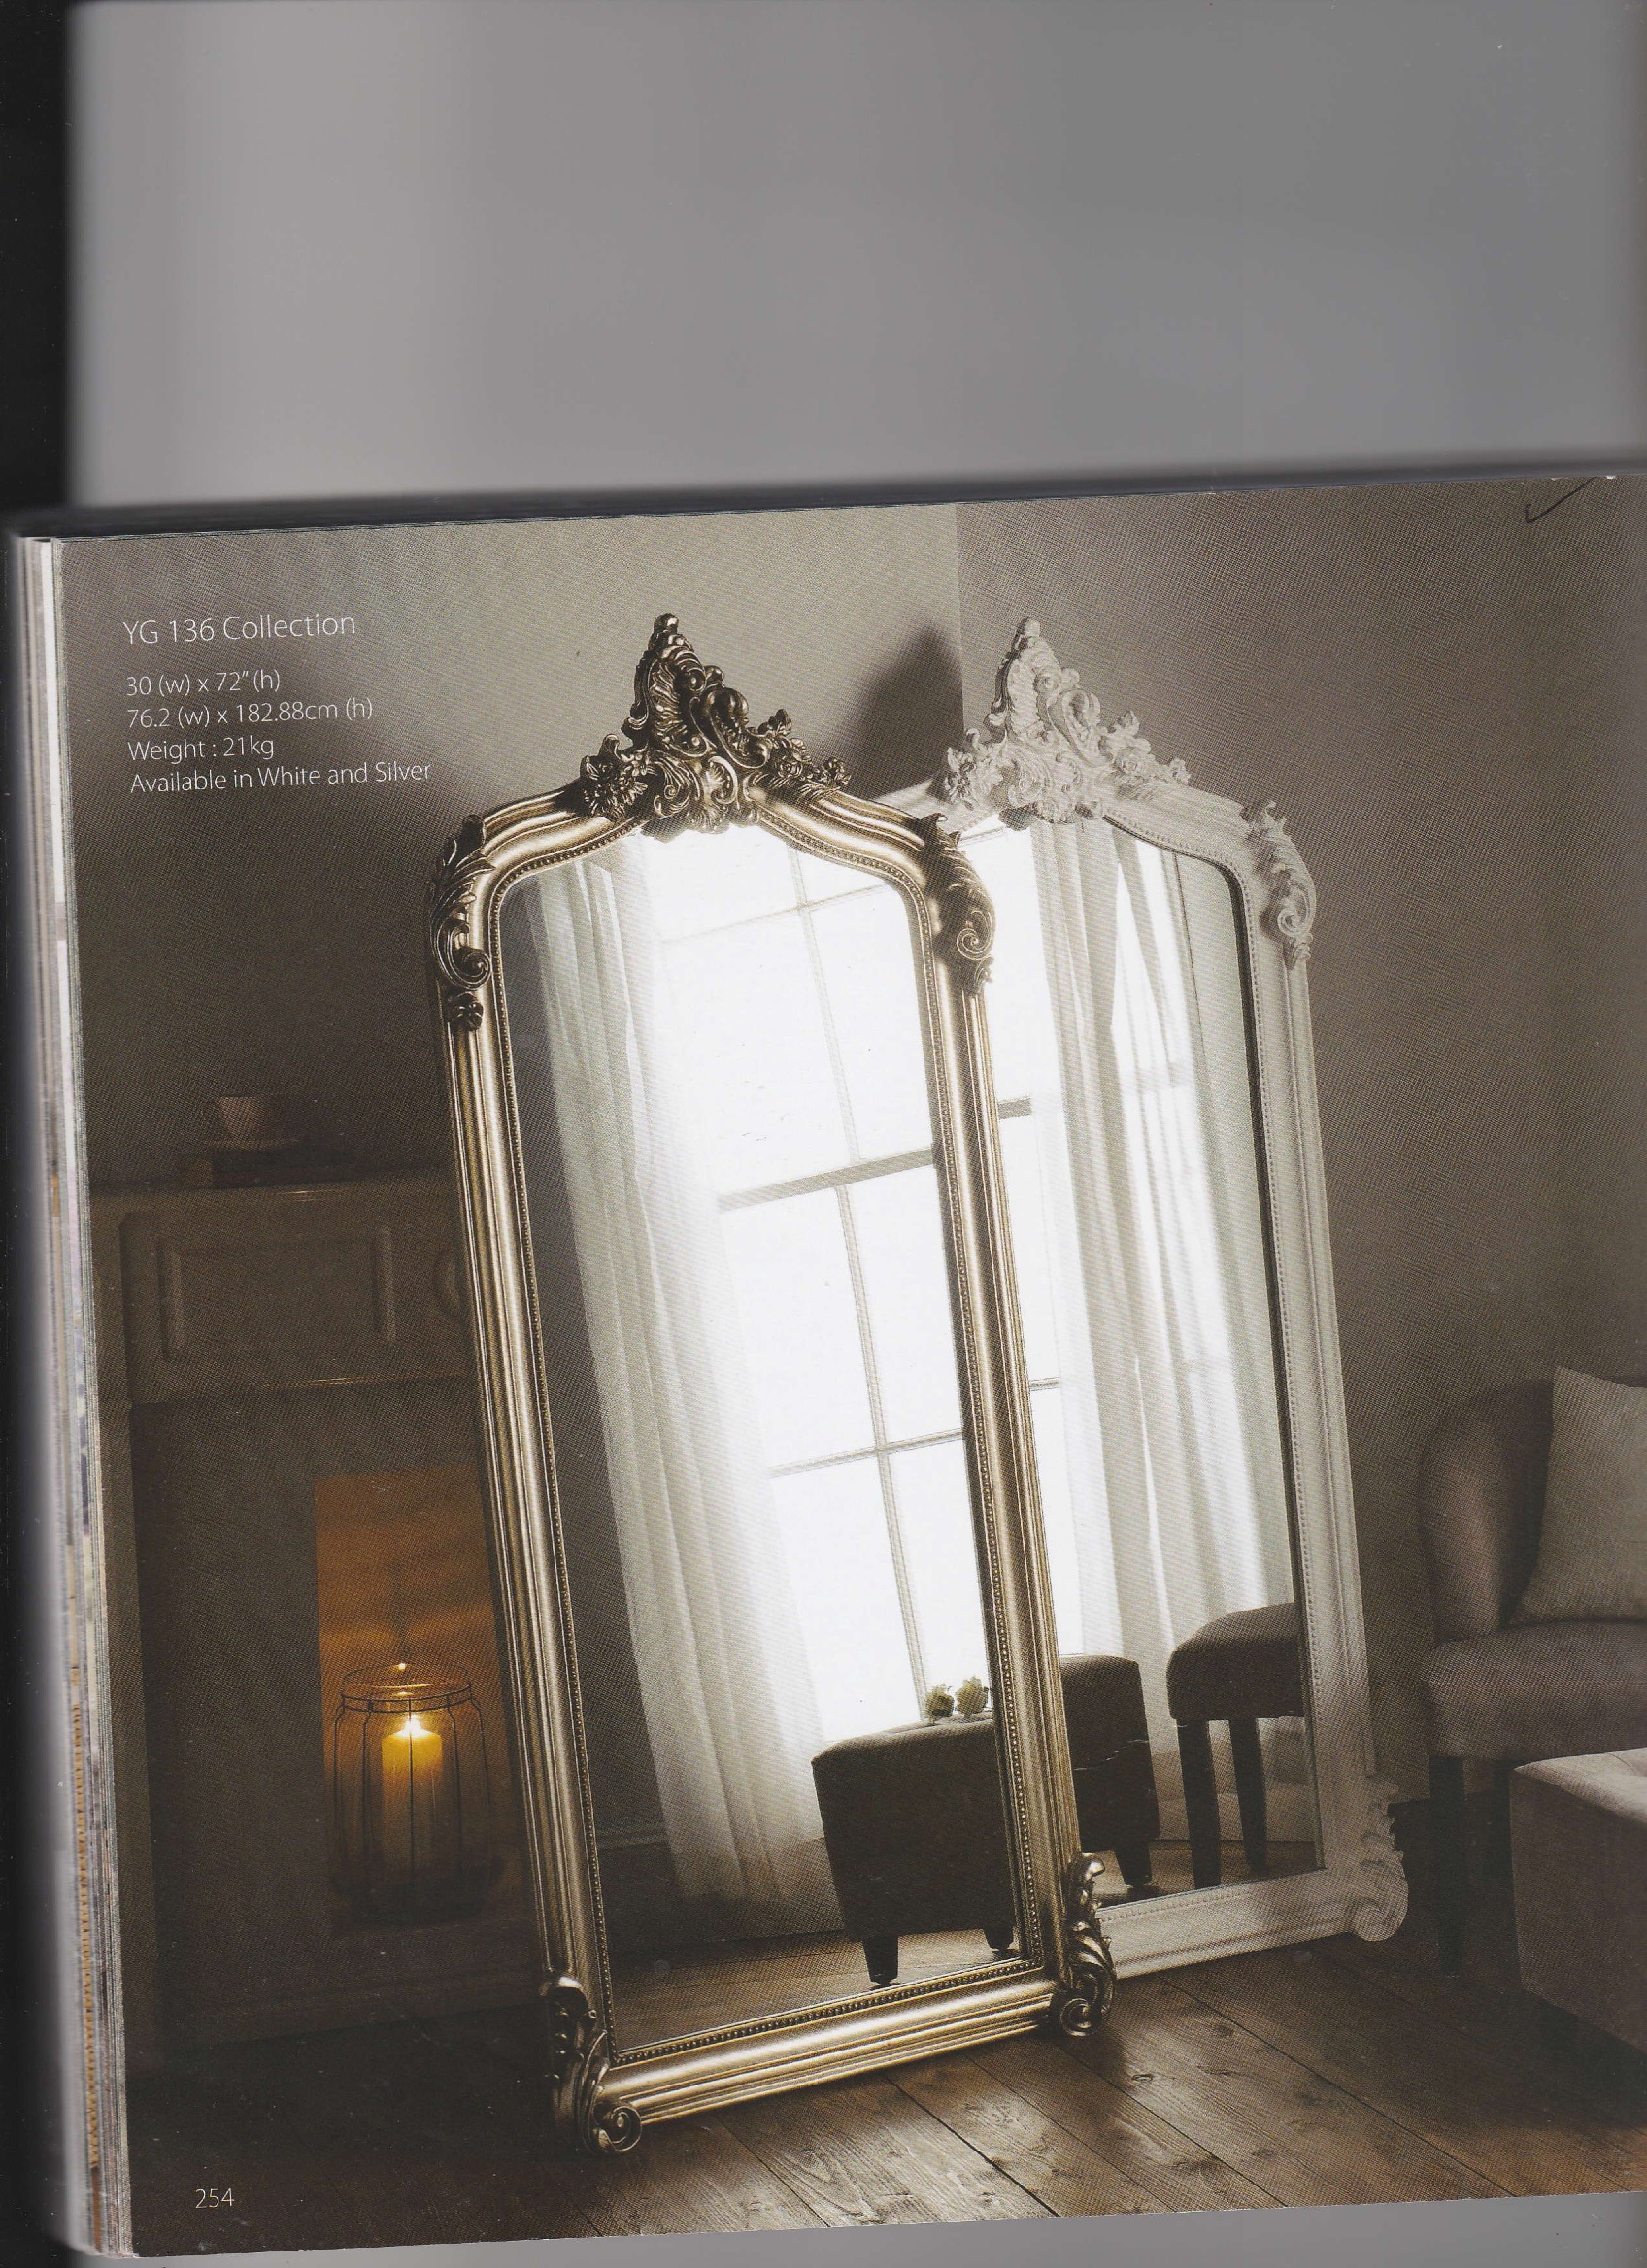 YG 136 Collection
30 (w) x 72" (h)
76.2 (w) x 182.88cm (h)
Weight : 21kg
Available in White and Silver
254